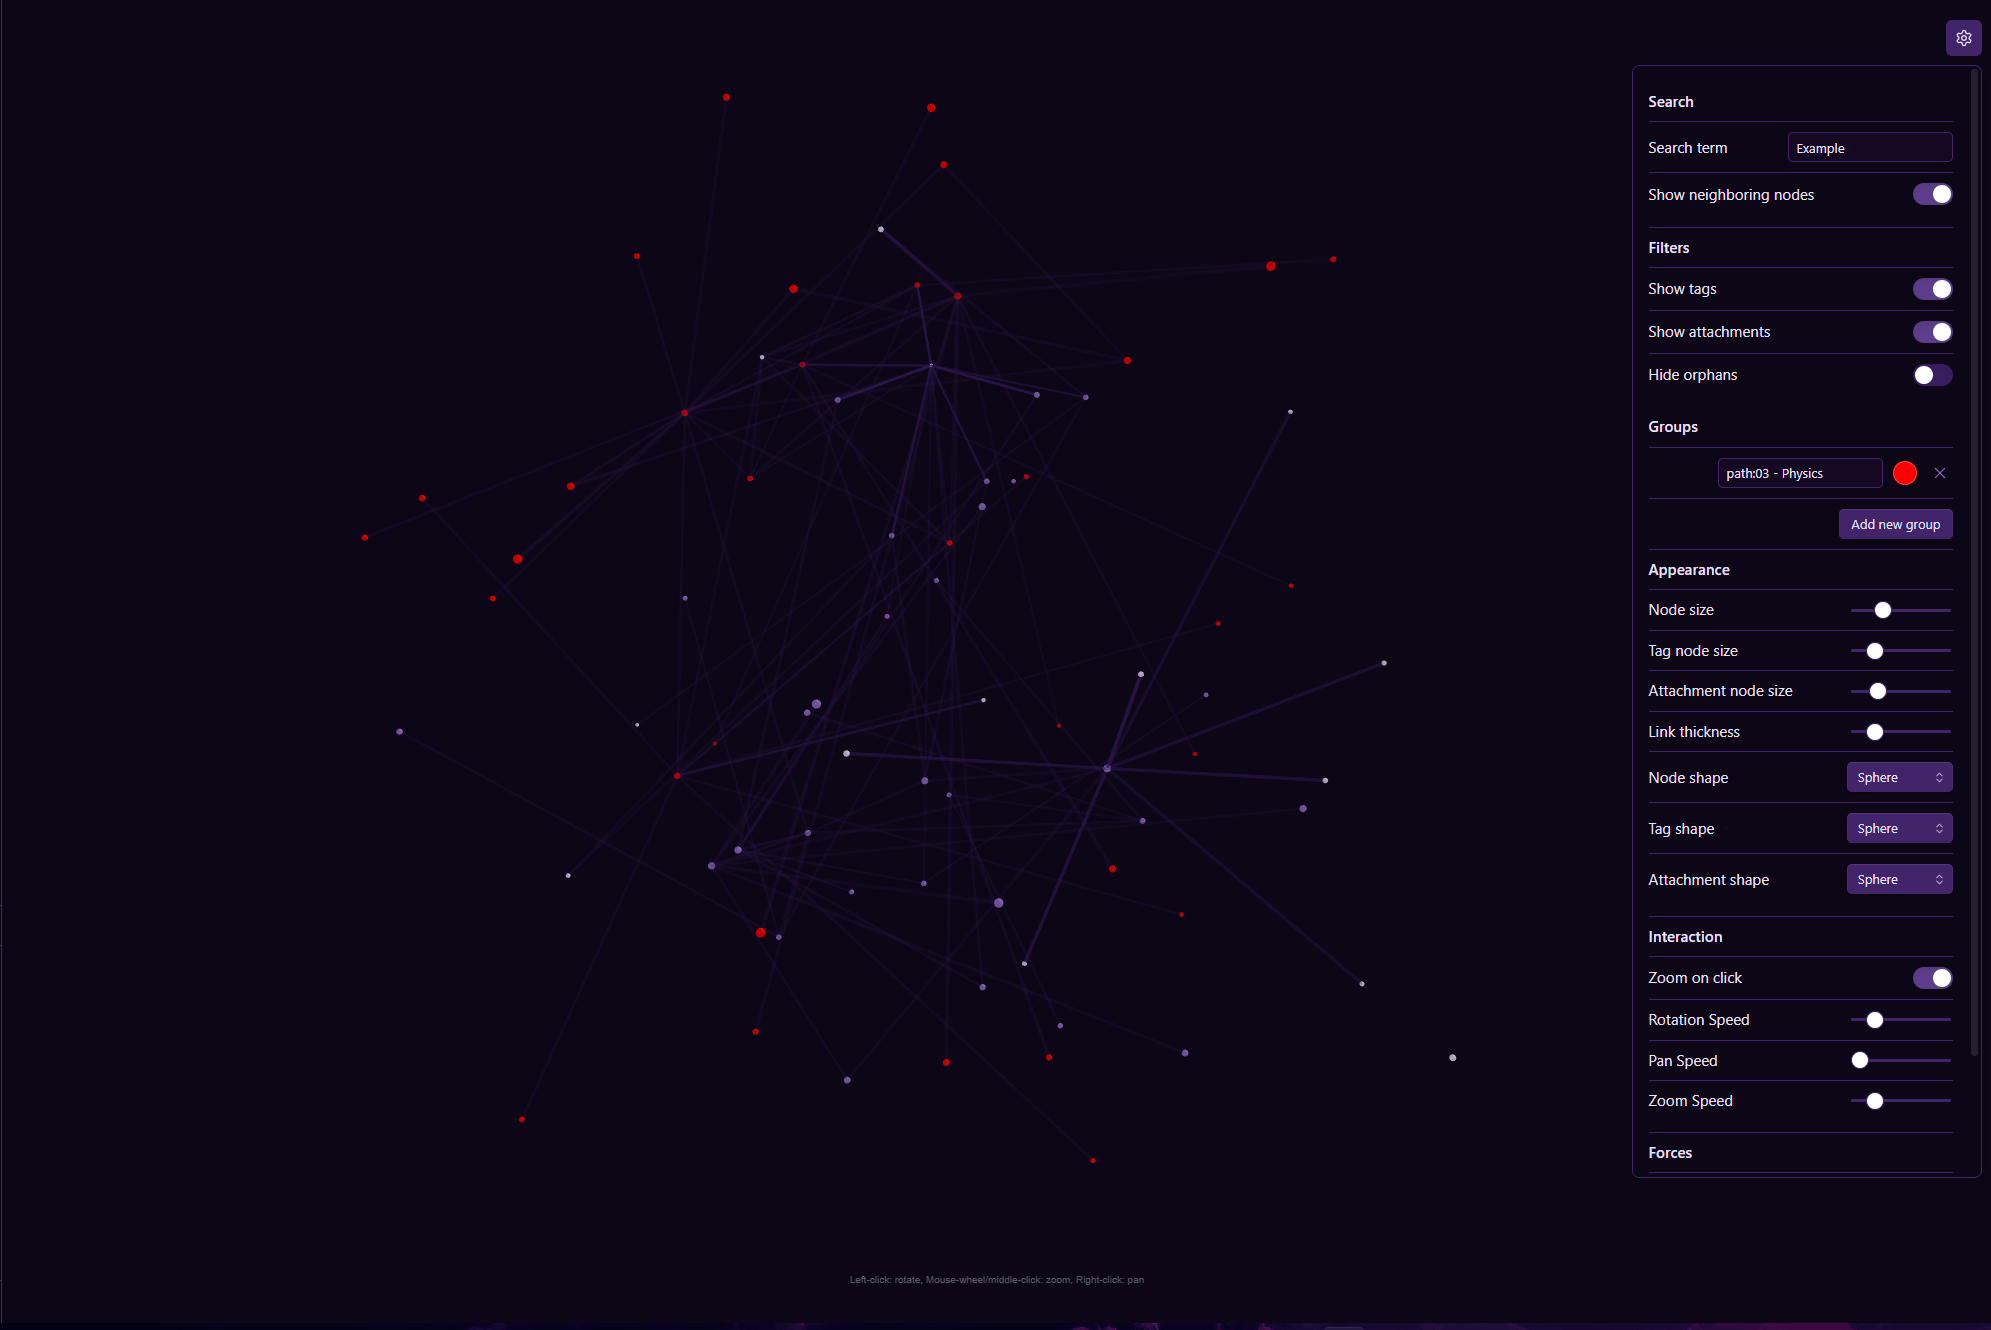 Search
Search term Example
Show neighboring nodes
Filters
Show tags
Show attachments
Hide orphans
Groups
path:03 - Physics
Add new group
Appearance
Node size
Tag node size
Attachment node size
Link thickness
Node shape Sphere
Tag shape Sphere
Attachment shape Sphere
Interaction
Zoom on click
Rotation Speed
Pan Speed
Zoom Speed
Forces
Left-click: rotate, Mouse-wheel/middle-click: zoom, Right-click: pan